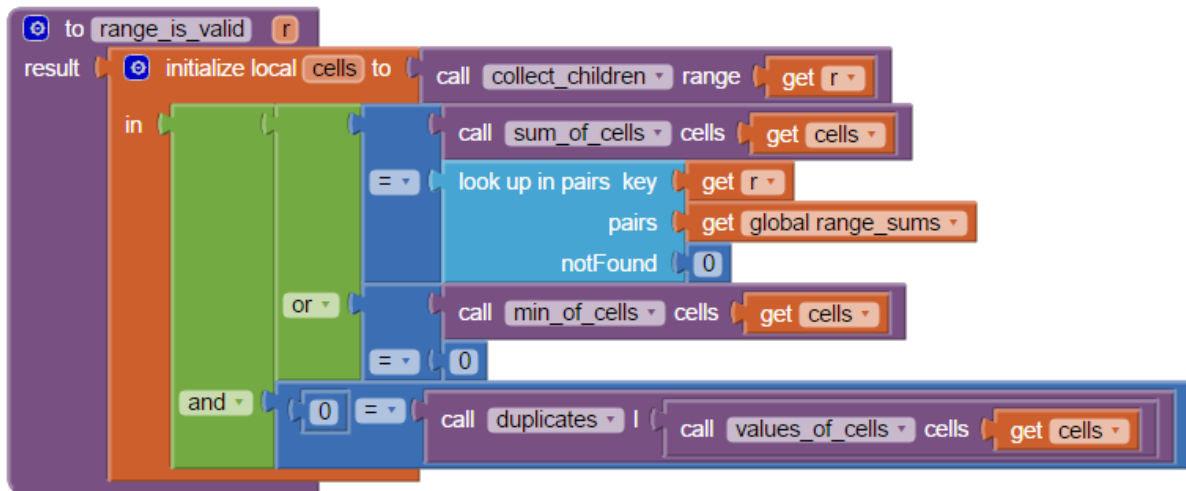 to range_is_valid r
result initialize local cells to call collect_children range get r
in call sum_of_cells cells get cells
= look up in pairs key get r
pairs get global range_sums
notFound 0
or call min_of_cells cells get cells
= 0
and 0 = call duplicates l call values_of_cells cells get cells